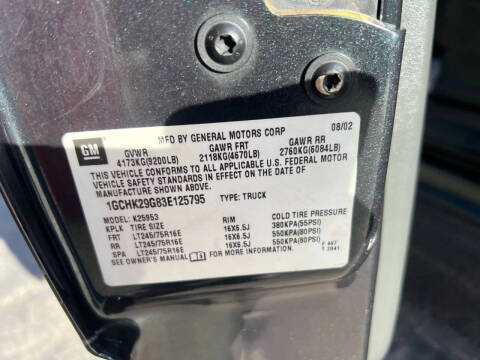 GM
MFD BY GENERAL MOTORS CORP 08/02
GVWR GAWR FRT GAWR RR
4173KG(9200LB) 2118KG(4670LB) 2760KG(6084LB)
THIS VEHICLE CONFORMS TO ALL APPLICABLE U.S. FEDERAL MOTOR
VEHICLE SAFETY STANDARDS IN EFFECT ON THE DATE OF
MANUFACTURE SHOWN ABOVE.
1GCHK29G83E125795 TYPE: TRUCK
MODEL: K25953
KPLK TIRE SIZE RIM COLD TIRE PRESSURE
FRT LT245/75R16E 16X6.5J 380KPA(55PSI)
RR LT245/75R16E 16X6.5J 550KPA(80PSI)
SPA LT245/75R16E 16X6.5J 550KPA(80PSI)
SEE OWNER'S MANUAL FOR MORE INFORMATION.